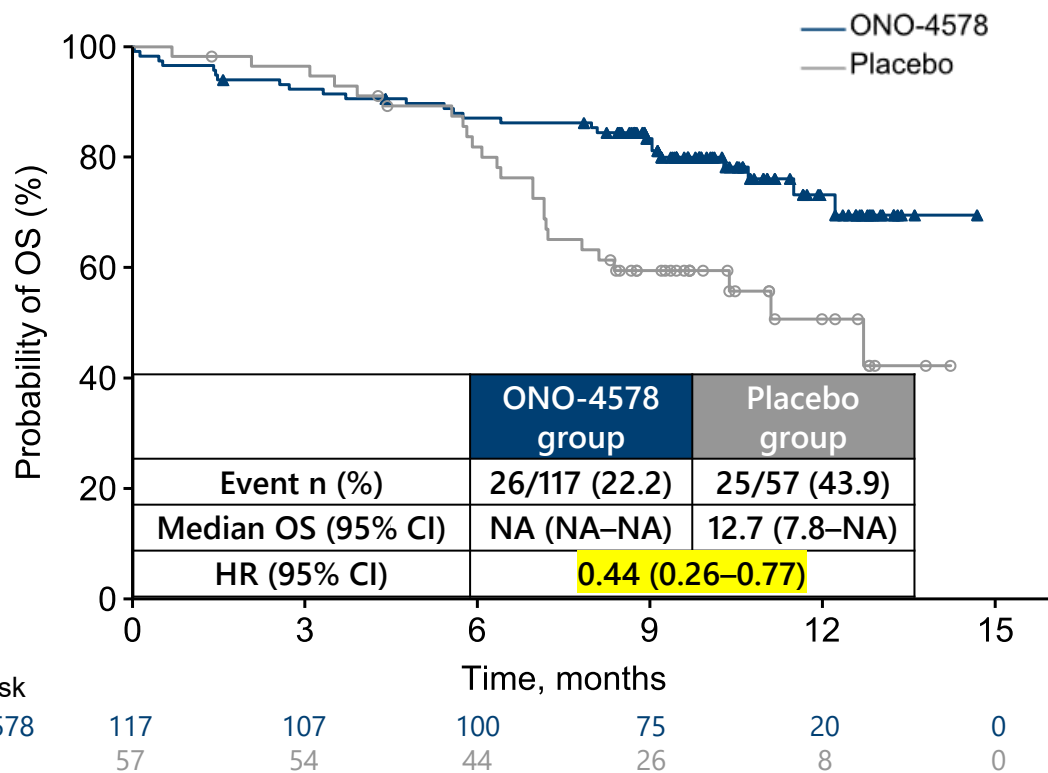 ONO-4578
Placebo
Probability of OS (%)
100
80
60
40
20
0
ONO-4578 group
Placebo group
Event n (%) 26/117 (22.2) 25/57 (43.9)
Median OS (95% CI) NA (NA–NA) 12.7 (7.8–NA)
HR (95% CI) 0.44 (0.26–0.77)
0 3 6 9 12 15
Time, months
sk
578 117 107 100 75 20 0
57 54 44 26 8 0